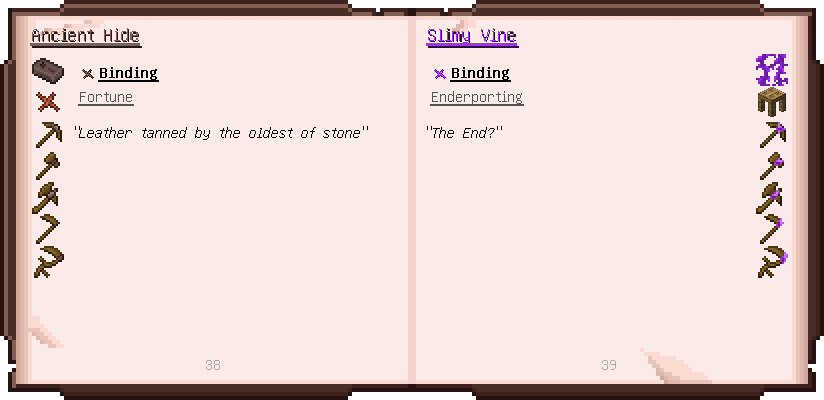 Ancient Hide
Binding
Fortune
"Leather tanned by the oldest of stone"
38
Slimy Vine
Binding
Enderporting
"The End?"
39